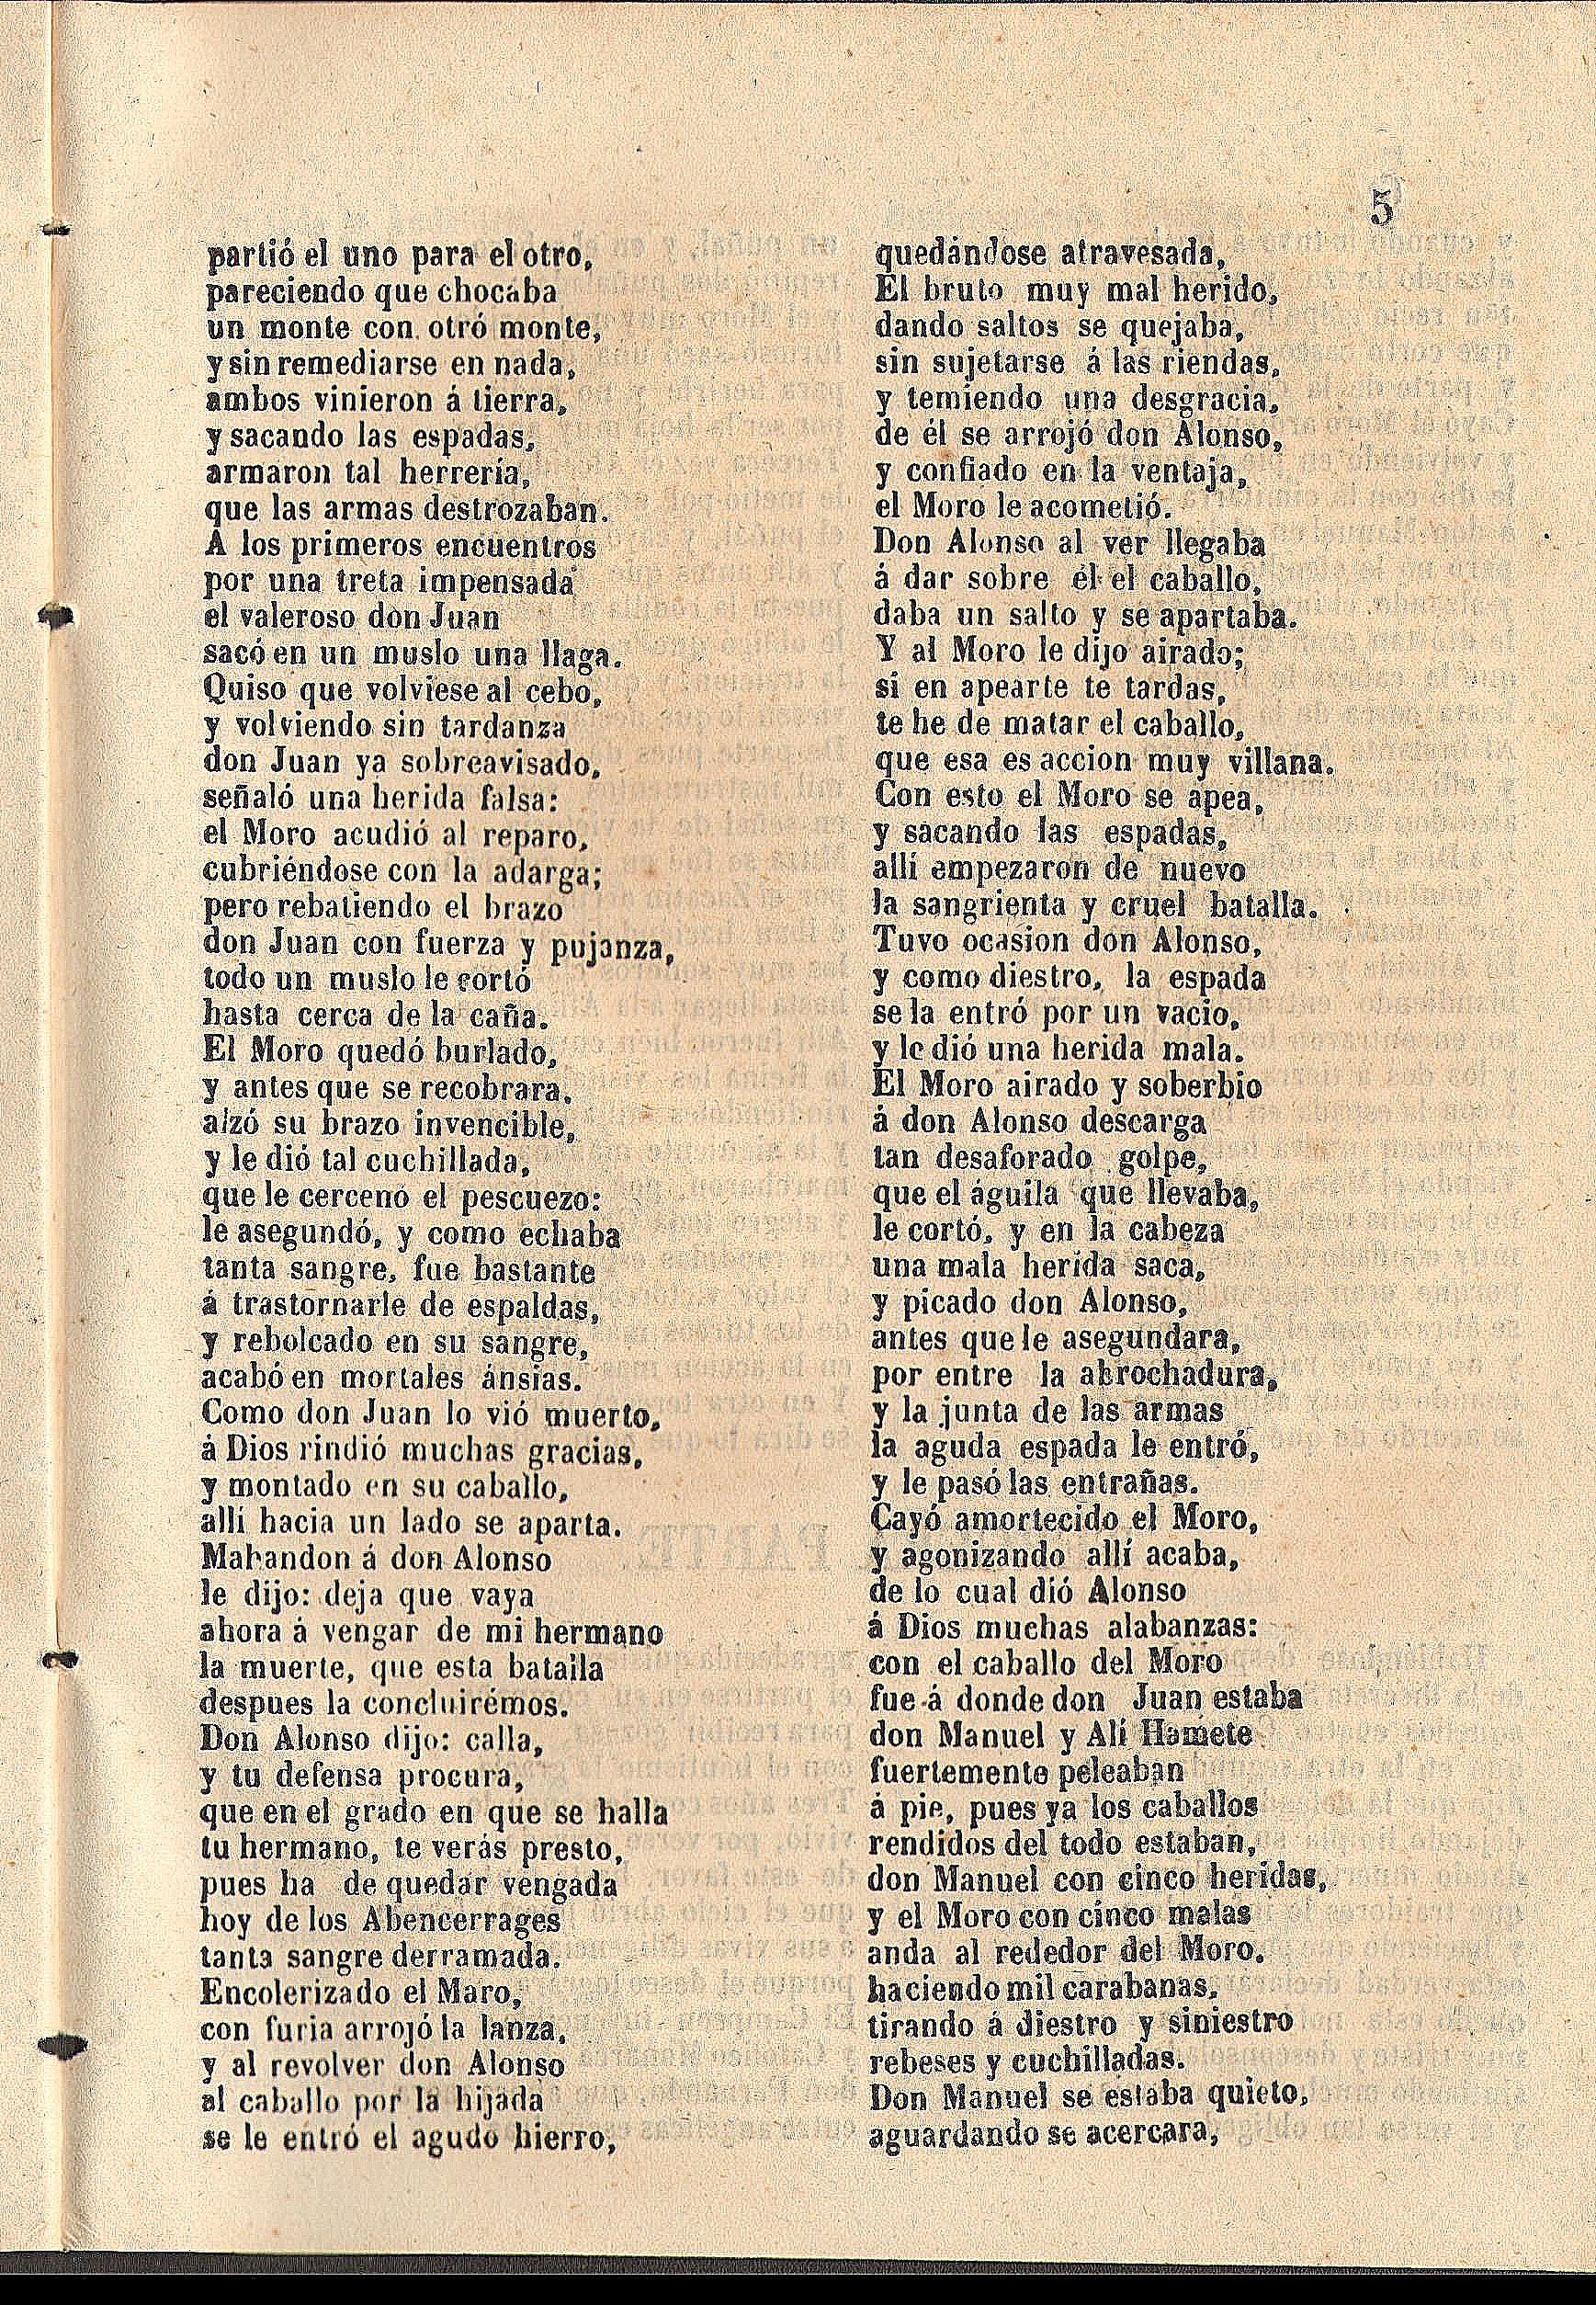 5
partió el uno para el otro,
pareciendo que chocaba
un monte con otró monte,
y sin remediarse en nada,
ambos vinieron á tierra,
y sacando las espadas,
armaron tal herrería,
que las armas destrozaban.
A los primeros encuentros
por una treta impensada
el valeroso don Juan
sacó en un muslo una llaga.
Quiso que volviese al cebo,
y volviendo sin tardanza
don Juan ya sobreavisado,
señaló una herida falsa:
el Moro acudió al reparo,
cubriéndose con la adarga;
pero rebatiendo el brazo
don Juan con fuerza y pujanza,
todo un muslo le cortó
hasta cerca de la caña.
El Moro quedó burlado,
y antes que se recobrara,
alzó su brazo invencible,
y le dió tal cuchillada,
que le cercenó el pescuezo:
le asegundó, y como echaba
tanta sangre, fue bastante
á trastornarle de espaldas,
y rebolcado en su sangre,
acabó en mortales ánsias.
Como don Juan lo vió muerto,
á Dios rindió muchas gracias,
y montado en su caballo,
allí hacia un lado se aparta.
Mahandon á don Alonso
le dijo: deja que vaya
ahora á vengar de mi hermano
la muerte, que esta batalla
despues la concluirémos.
Don Alonso dijo: calla,
y tu defensa procura,
que en el grado en que se halla
tu hermano, te verás presto,
pues ha de quedar vengada
hoy de los Abencerrages
tanta sangre derramada.
Encolerizado el Maro,
con furia arrojó la lanza,
y al revolver don Alonso
al caballo por la hijada
se le entró el agudo hierro,
quedándose atravesada,
El bruto muy mal herido,
dando saltos se quejaba,
sin sujetarse á las riendas,
y temiendo una desgracia,
de él se arrojó don Alonso,
y confiado en la ventaja,
el Moro le acometió.
Don Alonso al ver llegaba
á dar sobre él el caballo,
daba un salto y se apartaba.
Y al Moro le dijo airado;
si en apearte te tardas,
te he de matar el caballo,
que esa es accion muy villana.
Con esto el Moro se apea,
y sacando las espadas,
allí empezaron de nuevo
la sangrienta y cruel batalla.
Tuvo ocasion don Alonso,
y como diestro, la espada
se la entró por un vacio,
y le dió una herida mala.
El Moro airado y soberbio
á don Alonso descarga
tan desaforado golpe,
que el águila que llevaba,
le cortó, y en la cabeza
una mala herida saca,
y picado don Alonso,
antes que le asegundara,
por entre la abrochadura,
y la junta de las armas
la aguda espada le entró,
y le pasó las entrañas.
Cayó amortecido el Moro,
y agonizando allí acaba,
de lo cual dió Alonso
á Dios muchas alabanzas:
con el caballo del Moro
fue á donde don Juan estaba
don Manuel y Alí Hamete
fuertemente peleaban
á pie, pues ya los caballos
rendidos del todo estaban,
don Manuel con cinco heridas,
y el Moro con cinco malas
anda al rededor del Moro.
haciendo mil carabanas,
tirando á diestro y siniestro
rebeses y cuchilladas.
Don Manuel se estaba quieto,
aguardando se acercara,